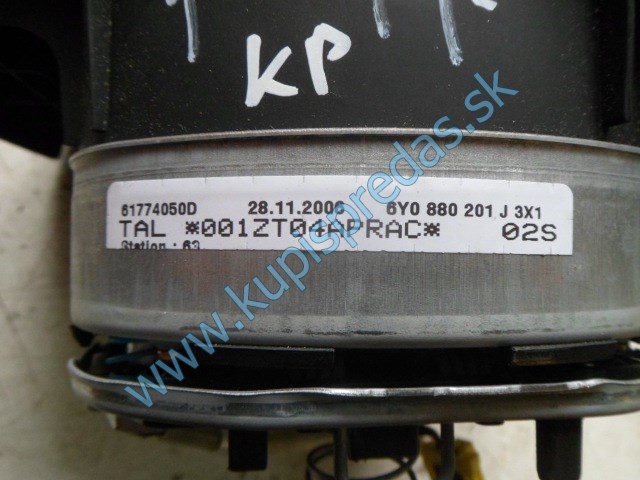 KP
61774050D 28.11.2006 6Y0 880 201 J 3X1
TAL *001ZT04APRAC* 02S
Station : 63
www.kupispredas.sk